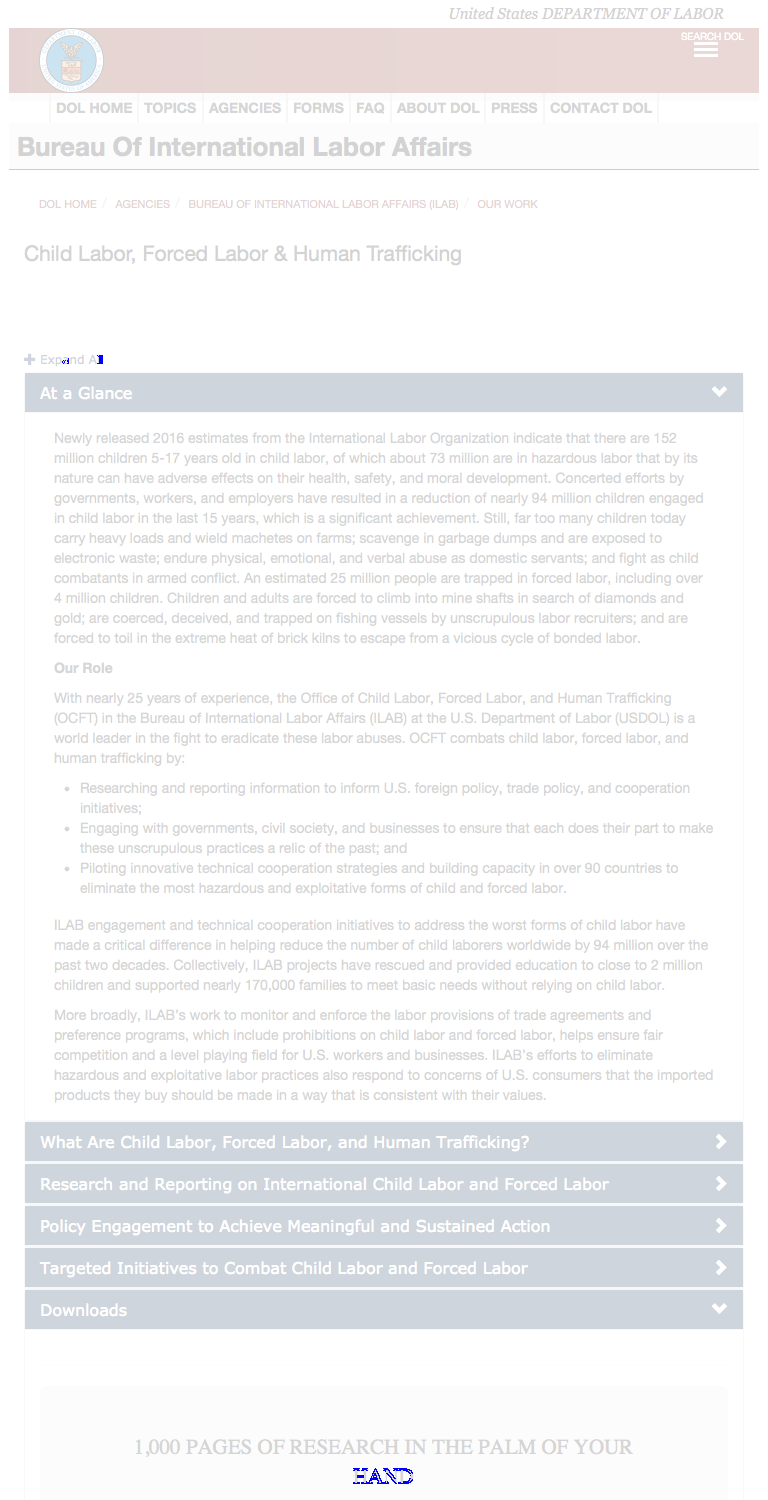 United States DEPARTMENT OF LABOR
SEARCH DOL
DOL HOME TOPICS AGENCIES FORMS FAQ ABOUT DOL PRESS CONTACT DOL
Bureau Of International Labor Affairs
DOL HOME / AGENCIES / BUREAU OF INTERNATIONAL LABOR AFFAIRS (ILAB) / OUR WORK
Child Labor, Forced Labor & Human Trafficking
Expand All
At a Glance
Newly released 2016 estimates from the International Labor Organization indicate that there are 152
million children 5-17 years old in child labor, of which about 73 million are in hazardous labor that by its
nature can have adverse effects on their health, safety, and moral development. Concerted efforts by
governments, workers, and employers have resulted in a reduction of nearly 94 million children engaged
in child labor in the last 15 years, which is a significant achievement. Still, far too many children today
carry heavy loads and wield machetes on farms; scavenge in garbage dumps and are exposed to
electronic waste; endure physical, emotional, and verbal abuse as domestic servants; and fight as child
combatants in armed conflict. An estimated 25 million people are trapped in forced labor, including over
4 million children. Children and adults are forced to climb into mine shafts in search of diamonds and
gold; are coerced, deceived, and trapped on fishing vessels by unscrupulous labor recruiters; and are
forced to toil in the extreme heat of brick kilns to escape from a vicious cycle of bonded labor.
Our Role
With nearly 25 years of experience, the Office of Child Labor, Forced Labor, and Human Trafficking
(OCFT) in the Bureau of International Labor Affairs (ILAB) at the U.S. Department of Labor (USDOL) is a
world leader in the fight to eradicate these labor abuses. OCFT combats child labor, forced labor, and
human trafficking by:
• Researching and reporting information to inform U.S. foreign policy, trade policy, and cooperation
initiatives;
• Engaging with governments, civil society, and businesses to ensure that each does their part to make
these unscrupulous practices a relic of the past; and
• Piloting innovative technical cooperation strategies and building capacity in over 90 countries to
eliminate the most hazardous and exploitative forms of child and forced labor.
ILAB engagement and technical cooperation initiatives to address the worst forms of child labor have
made a critical difference in helping reduce the number of child laborers worldwide by 94 million over the
past two decades. Collectively, ILAB projects have rescued and provided education to close to 2 million
children and supported nearly 170,000 families to meet basic needs without relying on child labor.
More broadly, ILAB's work to monitor and enforce the labor provisions of trade agreements and
preference programs, which include prohibitions on child labor and forced labor, helps ensure fair
competition and a level playing field for U.S. workers and businesses. ILAB's efforts to eliminate
hazardous and exploitative labor practices also respond to concerns of U.S. consumers that the imported
products they buy should be made in a way that is consistent with their values.
What Are Child Labor, Forced Labor, and Human Trafficking?
Research and Reporting on International Child Labor and Forced Labor
Policy Engagement to Achieve Meaningful and Sustained Action
Targeted Initiatives to Combat Child Labor and Forced Labor
Downloads
1,000 PAGES OF RESEARCH IN THE PALM OF YOUR
HAND